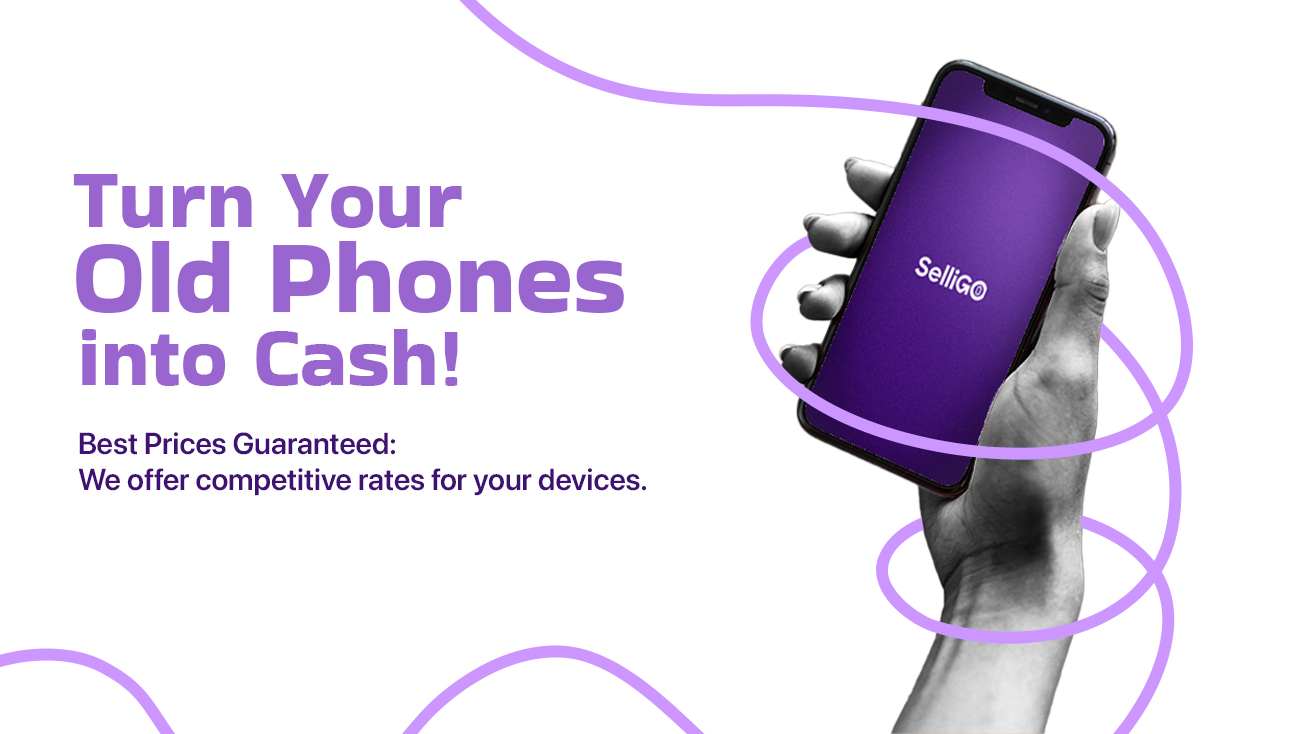 Turn Your
Old Phones
into Cash!
Best Prices Guaranteed:
We offer competitive rates for your devices.
SelliGO